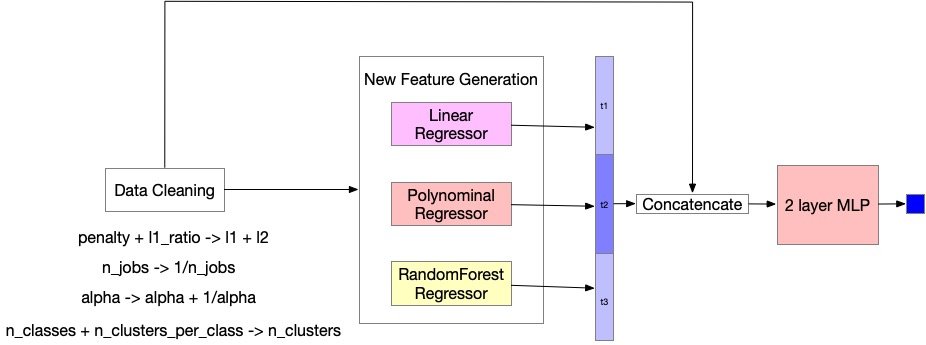 New Feature Generation
Linear
Regressor
t1
Data Cleaning
Polynominal
Regressor
t2
Concatencate
2 layer MLP
penalty + l1_ratio -> l1 + l2
n_jobs -> 1/n_jobs
RandomForest
Regressor
alpha -> alpha + 1/alpha
t3
n_classes + n_clusters_per_class -> n_clusters